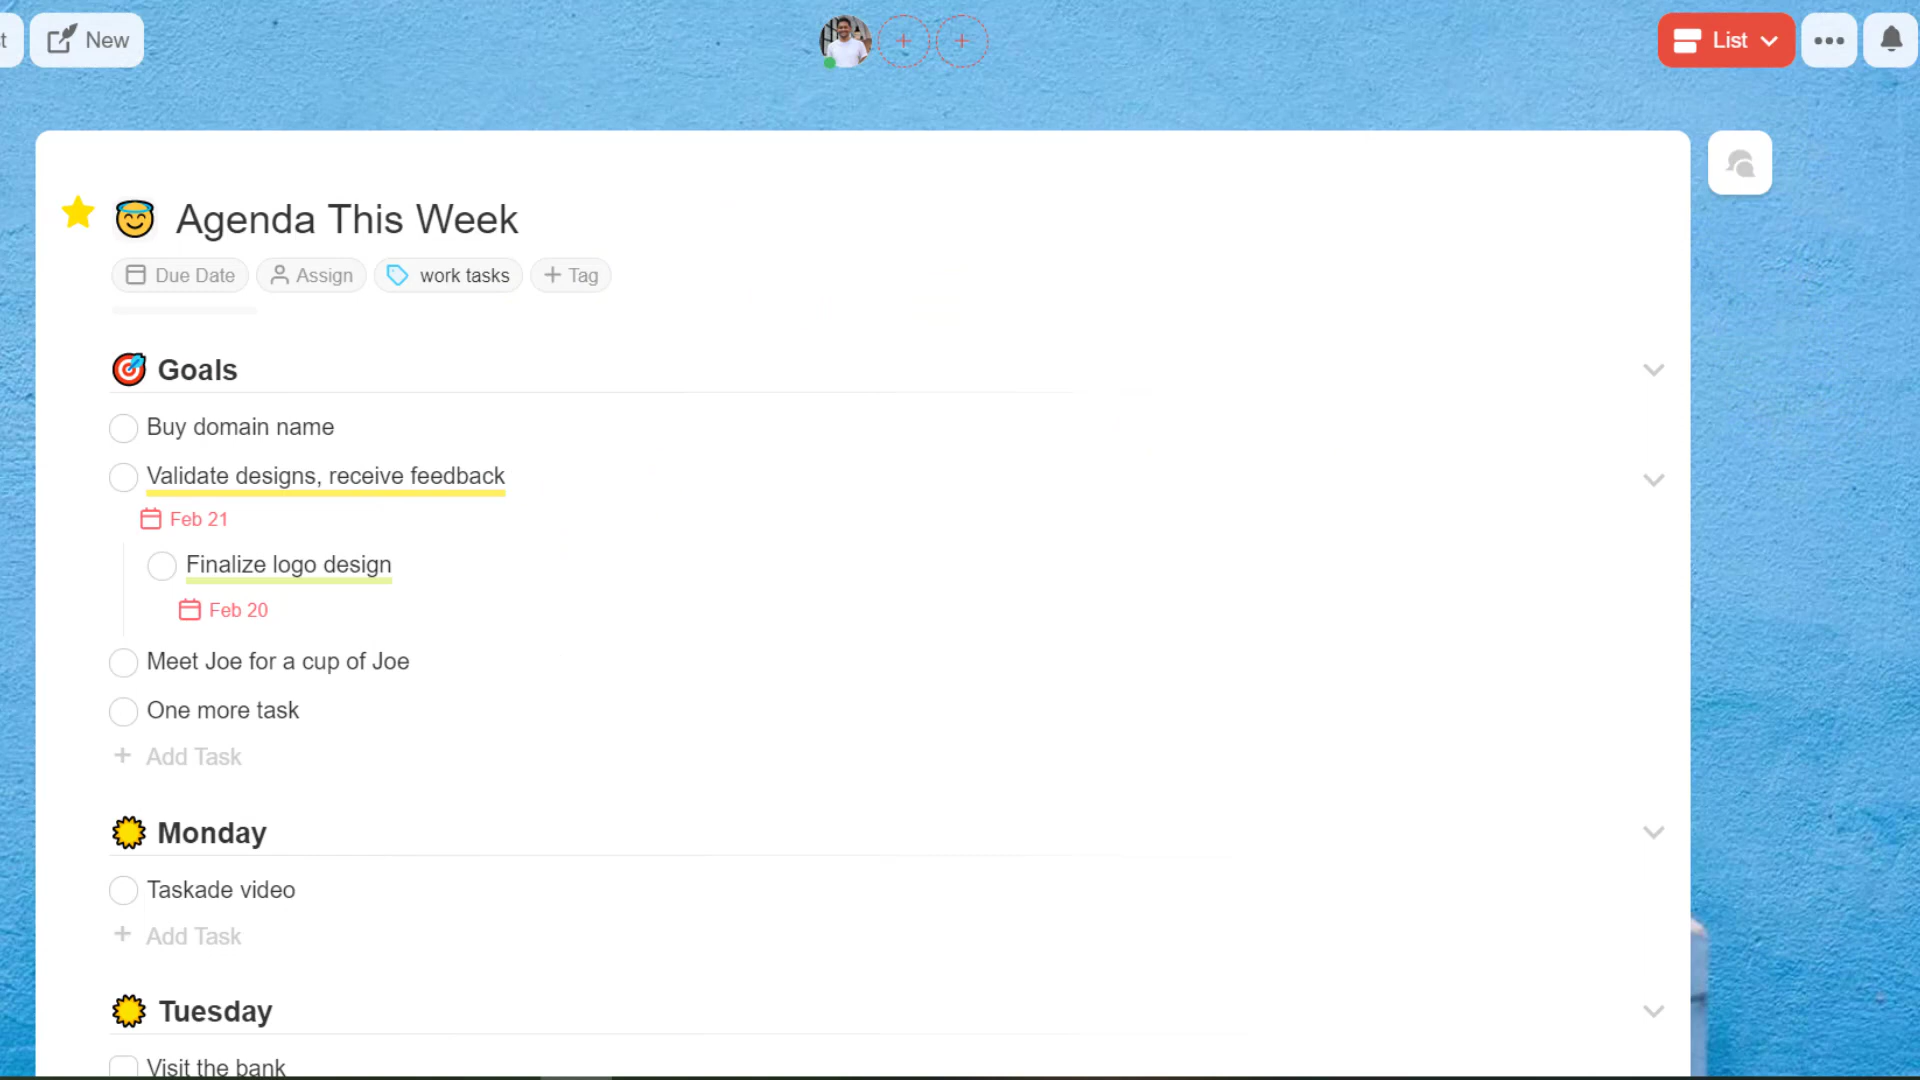 t
New
List
Agenda This Week
Due Date
Assign
work tasks
+ Tag
Goals
Buy domain name
Validate designs, receive feedback
Feb 21
Finalize logo design
Feb 20
Meet Joe for a cup of Joe
One more task
+ Add Task
Monday
Taskade video
+ Add Task
Tuesday
Visit the bank